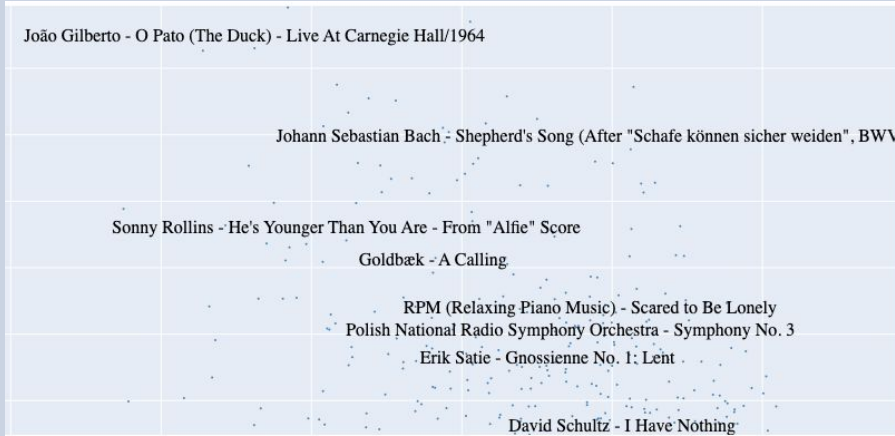 João Gilberto - O Pato (The Duck) - Live At Carnegie Hall/1964
Johann Sebastian Bach - Shepherd's Song (After "Schafe können sicher weiden", BWV
Sonny Rollins - He's Younger Than You Are - From "Alfie" Score
Goldbæk - A Calling
RPM (Relaxing Piano Music) - Scared to Be Lonely
Polish National Radio Symphony Orchestra - Symphony No. 3
Erik Satie - Gnossienne No. 1: Lent
David Schultz - I Have Nothing